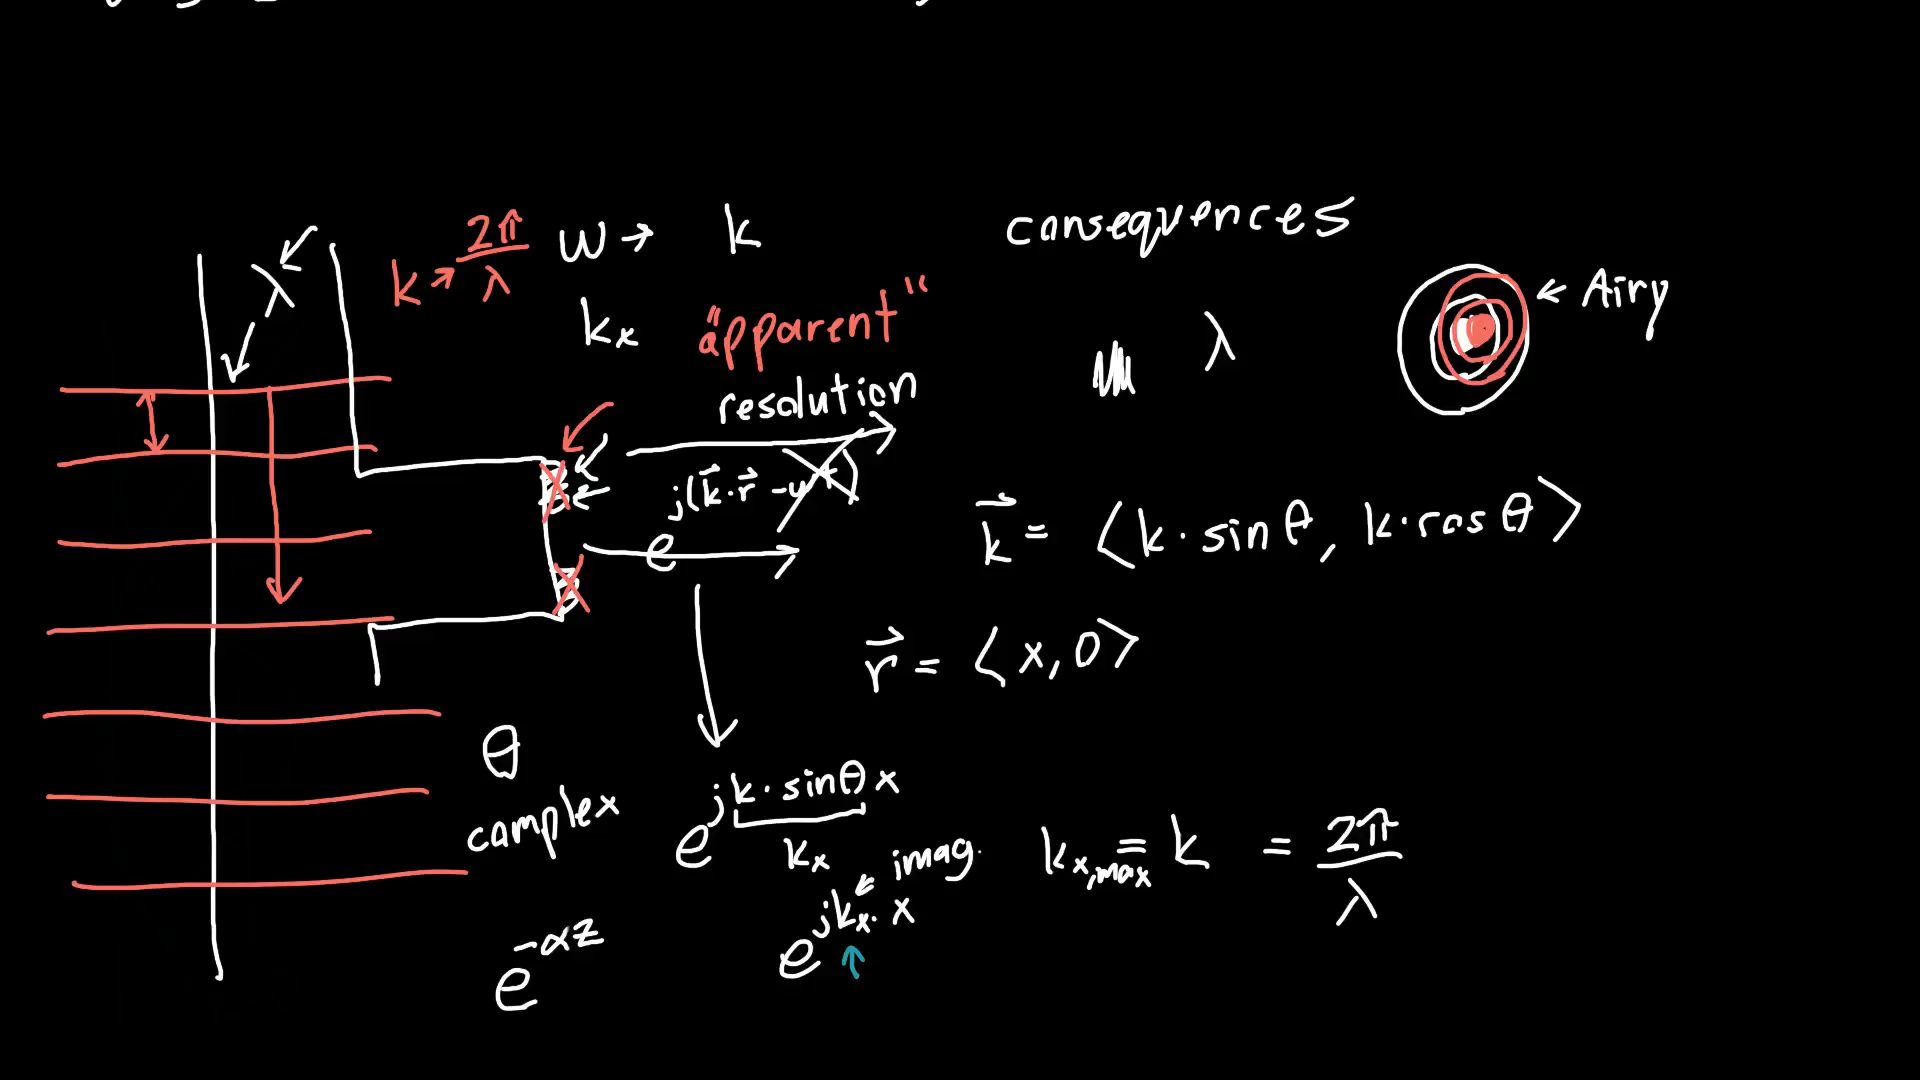 consequences
λ
k → 2π/λ
ω → k
kx "apparent"
resolution
λ
← Airy
e^j(k⃗·r⃗ - ωt)
k⃗ = ⟨k·sinθ, k·cosθ⟩
r⃗ = ⟨x, 0⟩
θ
complex
e^jk·sinθx
kx
kx,max = k = 2π/λ
← imag.
e^jkx·x
e^-αz